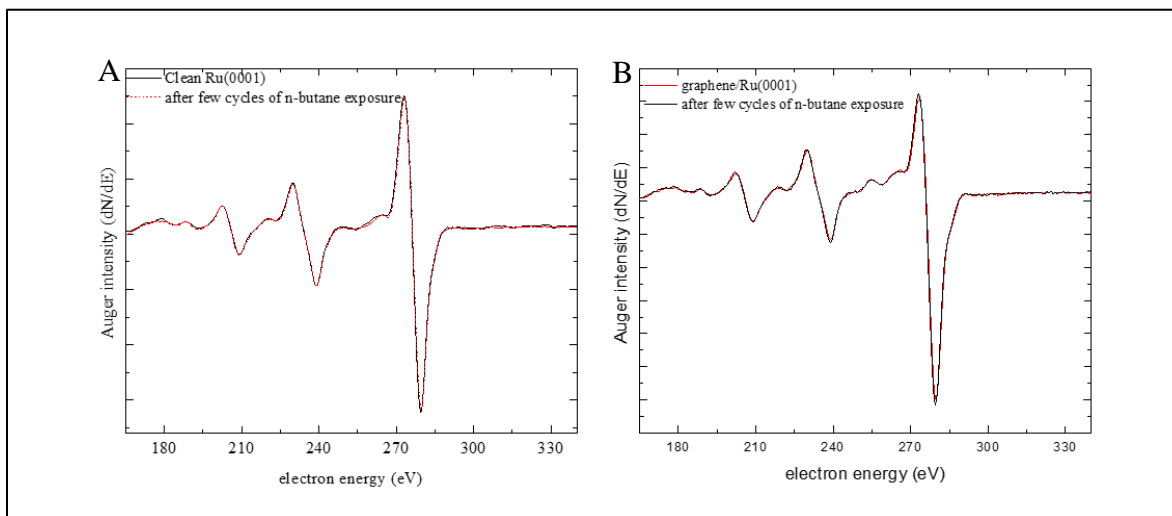 A
Clean Ru(0001)
after few cycles of n-butane exposure
Auger intensity (dN/dE)
180 210 240 270 300 330
electron energy (eV)
B
graphene/Ru(0001)
after few cycles of n-butane exposure
Auger intensity (dN/dE)
180 210 240 270 300 330
electron energy (eV)